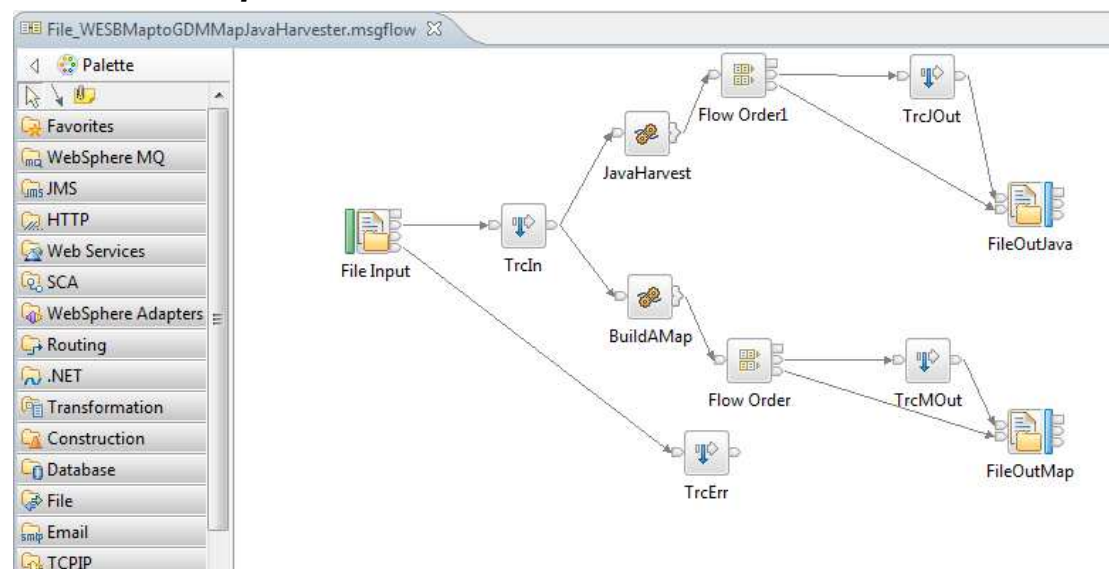 File_WESBMaptoGDMMapJavaHarvester.msgflow
Palette
Favorites
WebSphere MQ
JMS
HTTP
Web Services
SCA
WebSphere Adapters
Routing
.NET
Transformation
Construction
Database
File
Email
TCPIP
Flow Order1
TrcJOut
JavaHarvest
FileOutJava
File Input
TrcIn
BuildAMap
Flow Order
TrcMOut
FileOutMap
TrcErr